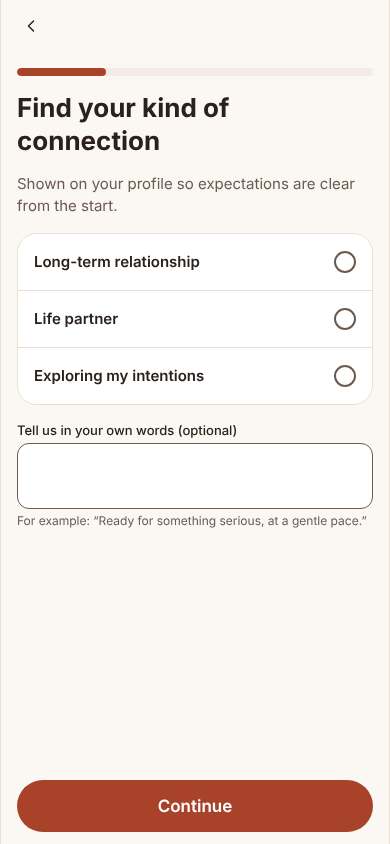 Find your kind of
connection
Shown on your profile so expectations are clear
from the start.
Long-term relationship
Life partner
Exploring my intentions
Tell us in your own words (optional)
For example: “Ready for something serious, at a gentle pace.”
Continue